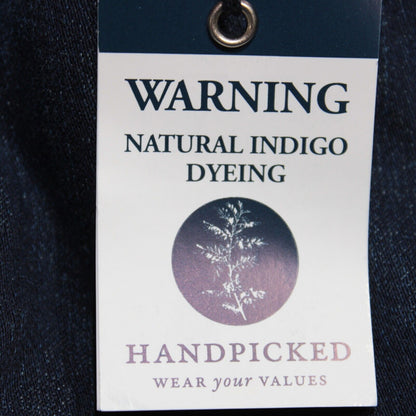 WARNING
NATURAL INDIGO
DYEING
HANDPICKED
WEAR your VALUES